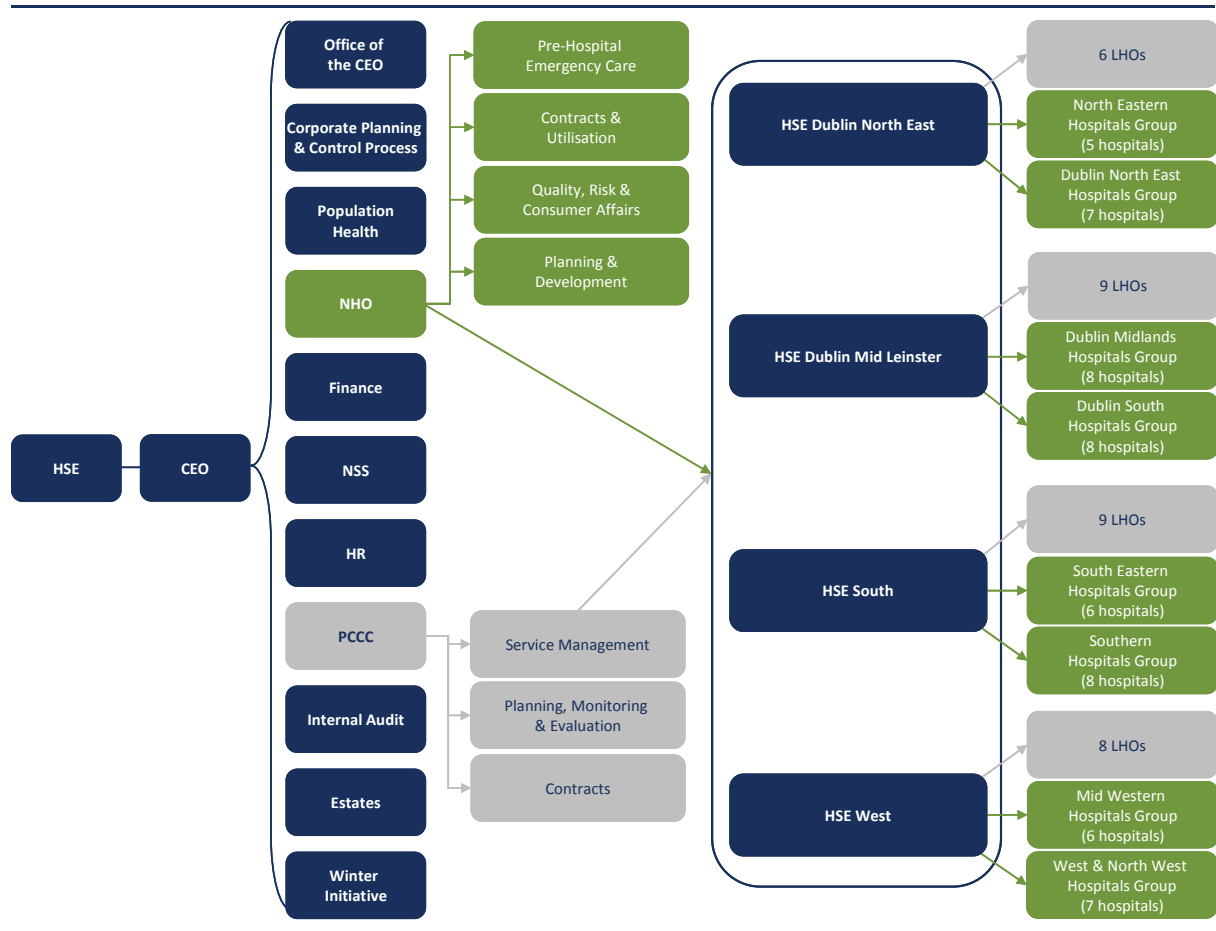 HSE
CEO
Office of
the CEO
Corporate Planning
& Control Process
Population
Health
NHO
Finance
NSS
HR
PCCC
Internal Audit
Estates
Winter
Initiative
Pre-Hospital
Emergency Care
Contracts &
Utilisation
Quality, Risk &
Consumer Affairs
Planning &
Development
Service Management
Planning, Monitoring
& Evaluation
Contracts
HSE Dublin North East
6 LHOs
North Eastern
Hospitals Group
(5 hospitals)
Dublin North East
Hospitals Group
(7 hospitals)
HSE Dublin Mid Leinster
9 LHOs
Dublin Midlands
Hospitals Group
(8 hospitals)
Dublin South
Hospitals Group
(8 hospitals)
HSE South
9 LHOs
South Eastern
Hospitals Group
(6 hospitals)
Southern
Hospitals Group
(8 hospitals)
HSE West
8 LHOs
Mid Western
Hospitals Group
(6 hospitals)
West & North West
Hospitals Group
(7 hospitals)